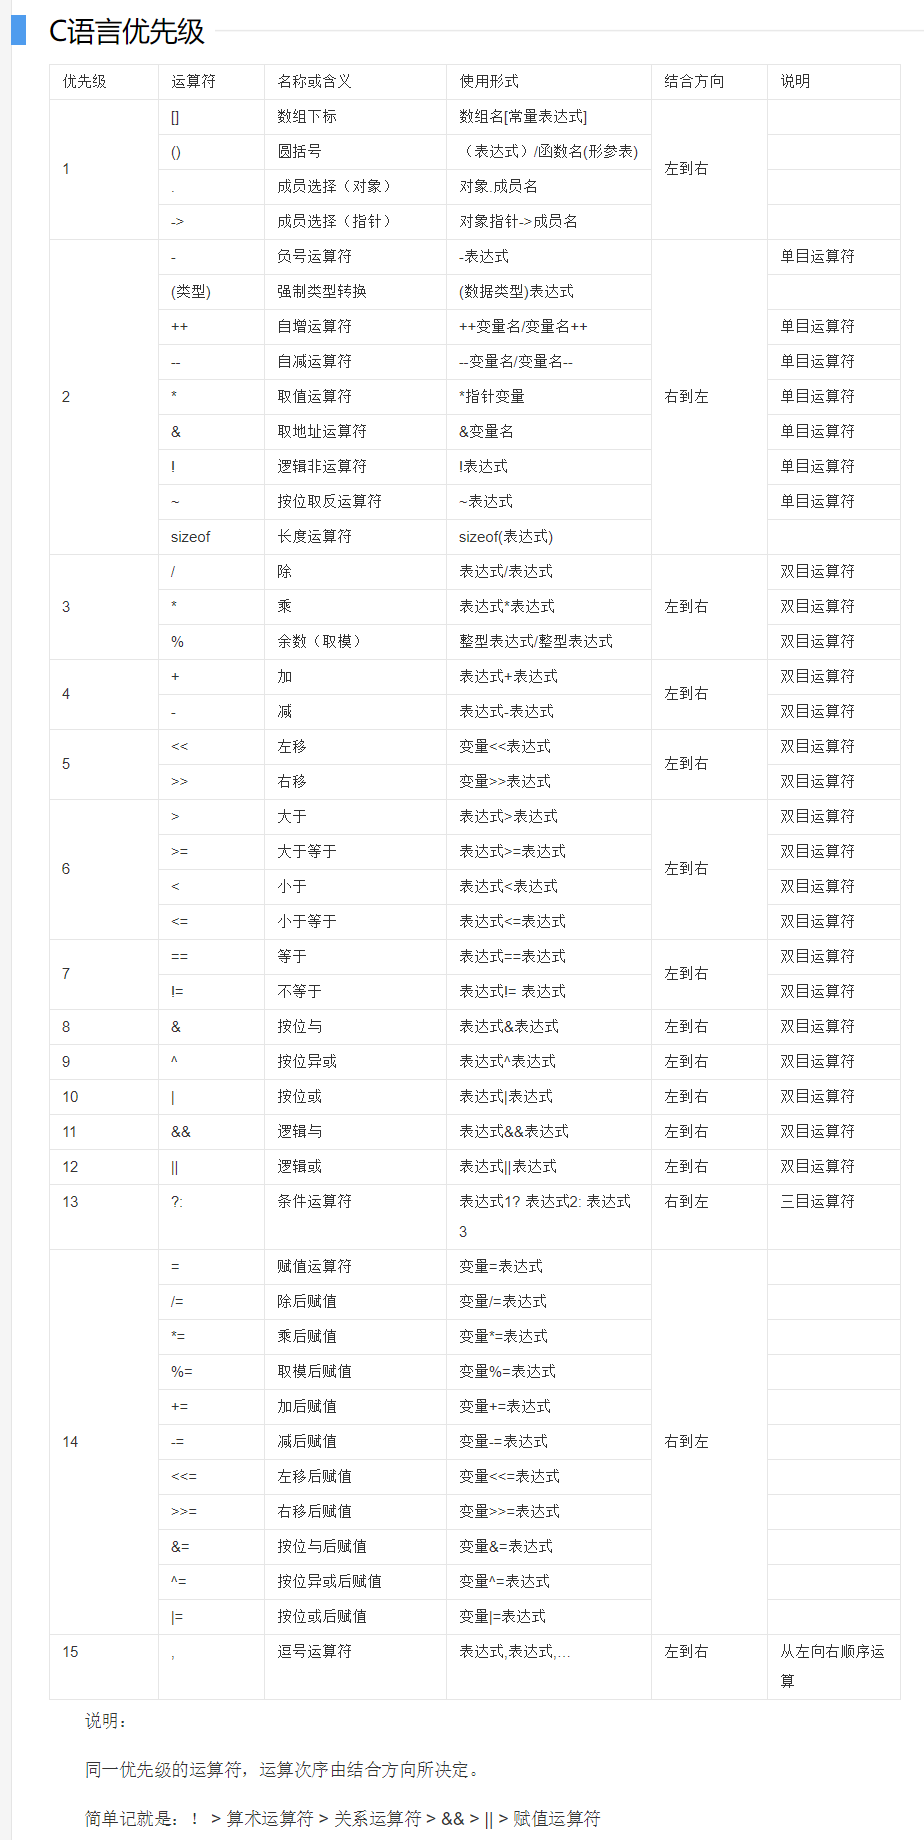 C语言优先级
优先级 运算符 名称或含义 使用形式 结合方向 说明
1 [] 数组下标 数组名[常量表达式] 左到右
() 圆括号 （表达式）/函数名(形参表)
. 成员选择（对象） 对象.成员名
-> 成员选择（指针） 对象指针->成员名
2 - 负号运算符 -表达式 右到左 单目运算符
(类型) 强制类型转换 (数据类型)表达式
++ 自增运算符 ++变量名/变量名++ 单目运算符
-- 自减运算符 --变量名/变量名-- 单目运算符
* 取值运算符 *指针变量 单目运算符
& 取地址运算符 &变量名 单目运算符
! 逻辑非运算符 !表达式 单目运算符
~ 按位取反运算符 ~表达式 单目运算符
sizeof 长度运算符 sizeof(表达式)
3 / 除 表达式/表达式 左到右 双目运算符
* 乘 表达式*表达式 双目运算符
% 余数（取模） 整型表达式/整型表达式 双目运算符
4 + 加 表达式+表达式 左到右 双目运算符
- 减 表达式-表达式 双目运算符
5 << 左移 变量<<表达式 左到右 双目运算符
>> 右移 变量>>表达式 双目运算符
6 > 大于 表达式>表达式 左到右 双目运算符
>= 大于等于 表达式>=表达式 双目运算符
< 小于 表达式<表达式 双目运算符
<= 小于等于 表达式<=表达式 双目运算符
7 == 等于 表达式==表达式 左到右 双目运算符
!= 不等于 表达式!= 表达式 双目运算符
8 & 按位与 表达式&表达式 左到右 双目运算符
9 ^ 按位异或 表达式^表达式 左到右 双目运算符
10 | 按位或 表达式|表达式 左到右 双目运算符
11 && 逻辑与 表达式&&表达式 左到右 双目运算符
12 || 逻辑或 表达式||表达式 左到右 双目运算符
13 ?: 条件运算符 表达式1? 表达式2: 表达式 右到左 三目运算符
3
14 = 赋值运算符 变量=表达式 右到左
/= 除后赋值 变量/=表达式
*= 乘后赋值 变量*=表达式
%= 取模后赋值 变量%=表达式
+= 加后赋值 变量+=表达式
-= 减后赋值 变量-=表达式
<<= 左移后赋值 变量<<=表达式
>>= 右移后赋值 变量>>=表达式
&= 按位与后赋值 变量&=表达式
^= 按位异或后赋值 变量^=表达式
|= 按位或后赋值 变量|=表达式
15 , 逗号运算符 表达式,表达式,… 左到右 从左向右顺序运
算
说明：
同一优先级的运算符，运算次序由结合方向所决定。
简单记就是：！ > 算术运算符 > 关系运算符 > && > || > 赋值运算符